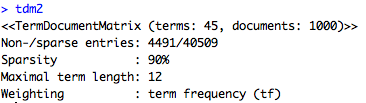 > tdm2
<<TermDocumentMatrix (terms: 45, documents: 1000)>>
Non-/sparse entries: 4491/40509
Sparsity           : 90%
Maximal term length: 12
Weighting          : term frequency (tf)